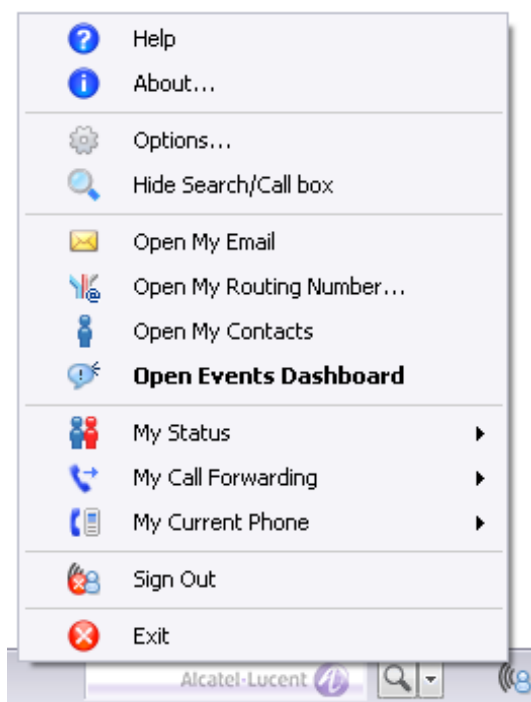 Help
About...
Options...
Hide Search/Call box
Open My Email
Open My Routing Number...
Open My Contacts
Open Events Dashboard
My Status
My Call Forwarding
My Current Phone
Sign Out
Exit
Alcatel-Lucent